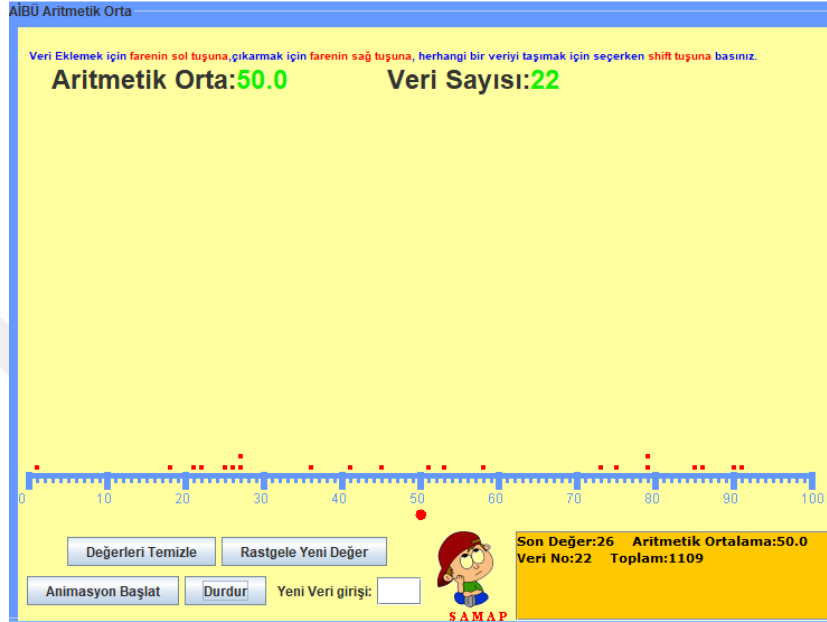 AİBÜ Aritmetik Orta
Veri Eklemek için farenin sol tuşuna,çıkarmak için farenin sağ tuşuna, herhangi bir veriyi taşımak için seçerken shift tuşuna basınız.
Aritmetik Orta:50.0 Veri Sayısı:22
0 10 20 30 40 50 60 70 80 90 100
Değerleri Temizle Rastgele Yeni Değer
Animasyon Başlat Durdur Yeni Veri girişi:
SAMAP
Son Değer:26 Aritmetik Ortalama:50.0
Veri No:22 Toplam:1109